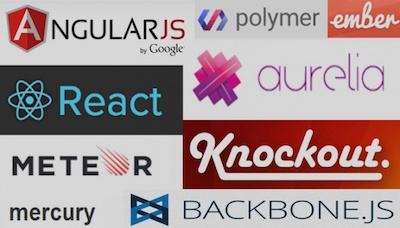 ANGULARJS
by Google
polymer
ember
React
aurelia
METEOR
Knockout.
mercury
BACKBONE.JS